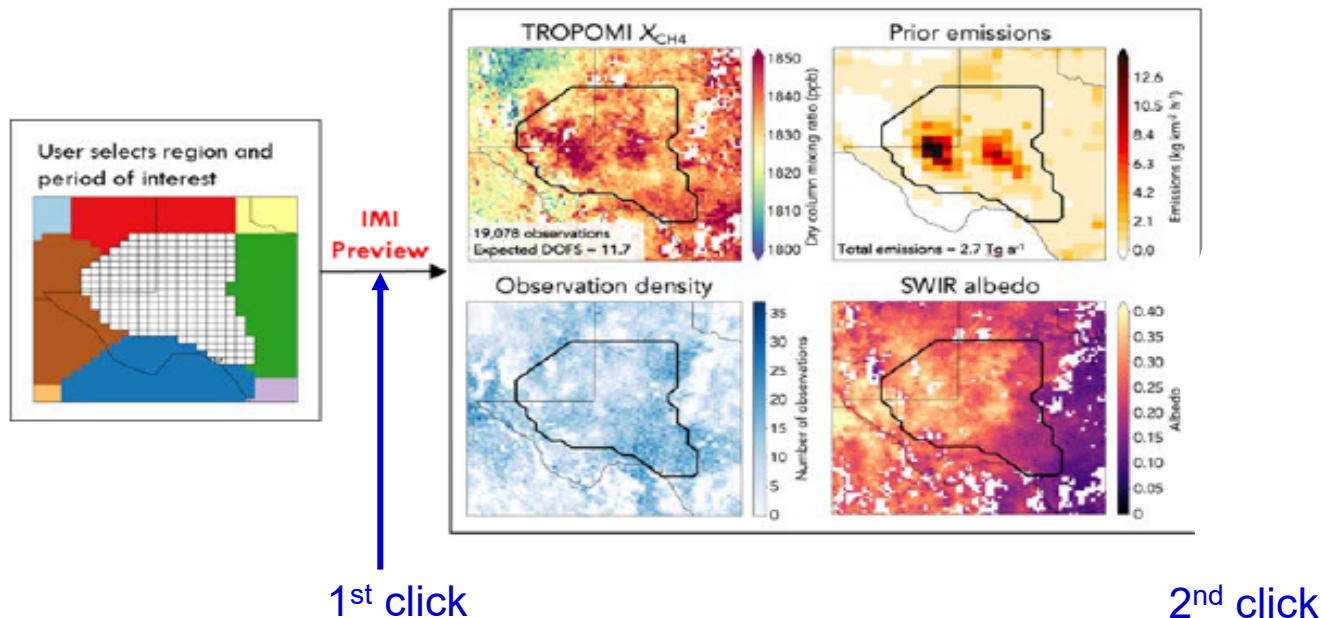 User selects region and
period of interest
IMI
Preview
TROPOMI XCH4
19,078 observations
Expected DOFS = 11.7
1850
1840
1830
1820
1810
1800
Dry column mixing ratio (ppb)
Prior emissions
Total emissions = 2.7 Tg a⁻¹
12.6
10.5
8.4
6.3
4.2
2.1
0.0
Emissions (kg km⁻² h⁻¹)
Observation density
35
30
25
20
15
10
5
0
Number of observations
SWIR albedo
0.40
0.35
0.30
0.25
0.20
0.15
0.10
0.05
0
Albedo
1st click
2nd click